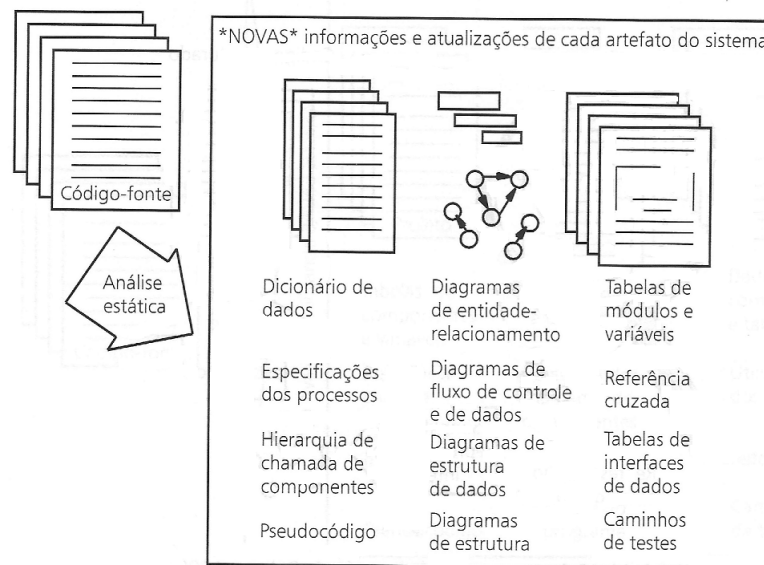 *NOVAS* informações e atualizações de cada artefato do sistema
Código-fonte
Análise
estática
Dicionário de
dados
Diagramas
de entidade-
relacionamento
Tabelas de
módulos e
variáveis
Especificações
dos processos
Diagramas de
fluxo de controle
e de dados
Referência
cruzada
Hierarquia de
chamada de
componentes
Diagramas de
estrutura
de dados
Tabelas de
interfaces
de dados
Pseudocódigo
Diagramas
de estrutura
Caminhos
de testes